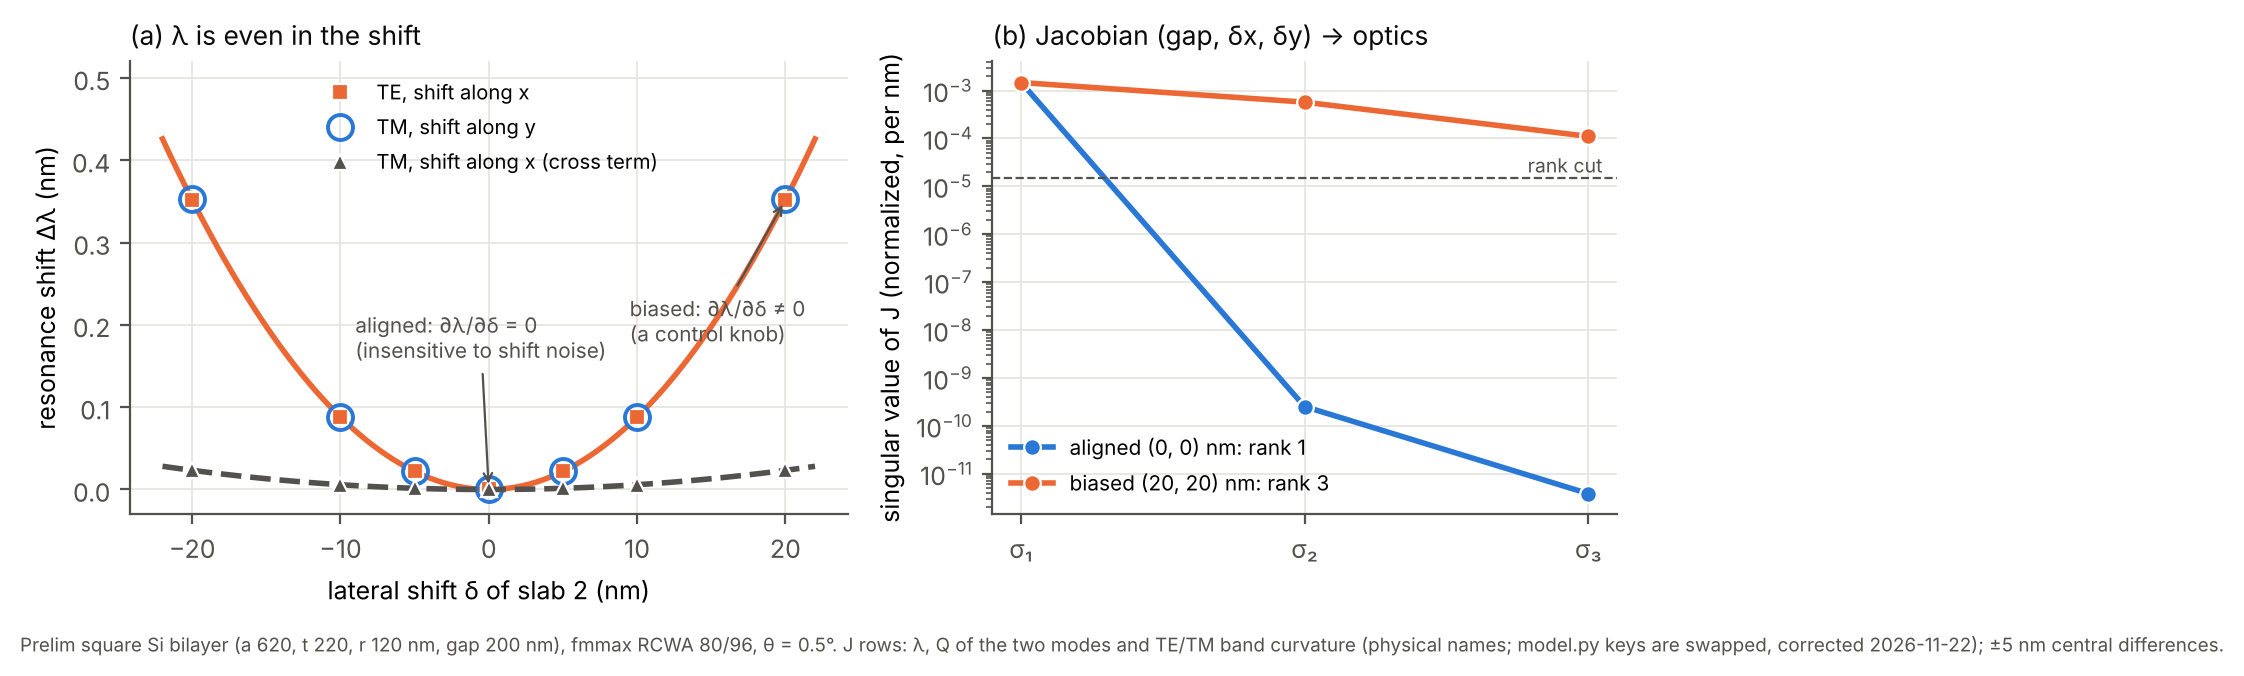 (a) λ is even in the shift
resonance shift Δλ (nm)
0.5
0.4
0.3
0.2
0.1
0.0
TE, shift along x
TM, shift along y
TM, shift along x (cross term)
aligned: ∂λ/∂δ = 0
(insensitive to shift noise)
biased: ∂λ/∂δ ≠ 0
(a control knob)
−20
−10
0
10
20
lateral shift δ of slab 2 (nm)
(b) Jacobian (gap, δx, δy) → optics
singular value of J (normalized, per nm)
10⁻³
10⁻⁴
10⁻⁵
10⁻⁶
10⁻⁷
10⁻⁸
10⁻⁹
10⁻¹⁰
10⁻¹¹
rank cut
aligned (0, 0) nm: rank 1
biased (20, 20) nm: rank 3
σ₁
σ₂
σ₃
Prelim square Si bilayer (a 620, t 220, r 120 nm, gap 200 nm), fmmax RCWA 80/96, θ = 0.5°. J rows: λ, Q of the two modes and TE/TM band curvature (physical names; model.py keys are swapped, corrected 2026-11-22); ±5 nm central differences.